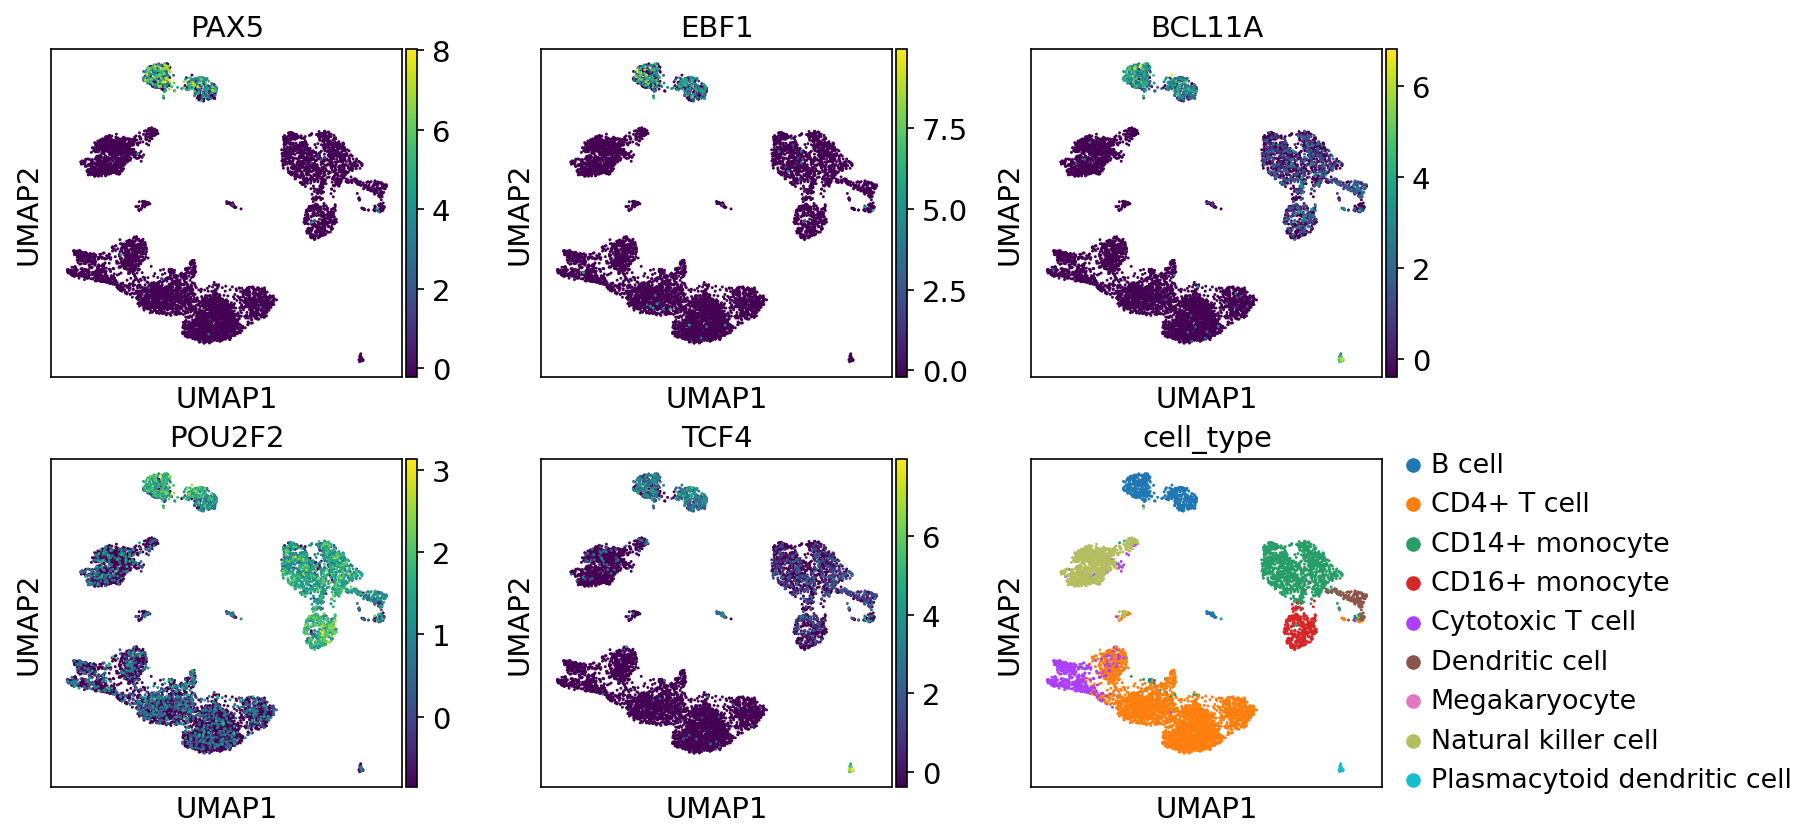 PAX5
EBF1
BCL11A
8
6
4
2
0
7.5
5.0
2.5
0.0
6
4
2
0
UMAP2
UMAP2
UMAP2
UMAP1
UMAP1
UMAP1
POU2F2
TCF4
cell_type
3
2
1
0
6
4
2
0
UMAP2
UMAP2
UMAP2
UMAP1
UMAP1
UMAP1
B cell
CD4+ T cell
CD14+ monocyte
CD16+ monocyte
Cytotoxic T cell
Dendritic cell
Megakaryocyte
Natural killer cell
Plasmacytoid dendritic cell